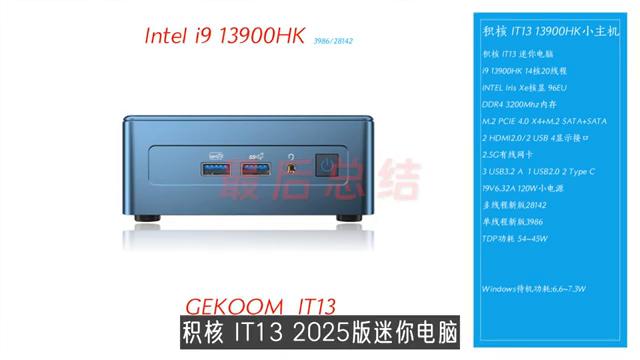 Intel i9 13900HK 3986/28142
最后总结
GEKOOM IT13
积核 IT13 2025版迷你电脑
积核 IT13 13900HK小主机
积核 IT13 迷你电脑
i9 13900HK 14核20线程
INTEL Iris Xe核显 96EU
DDR4 3200Mhz内存
M.2 PCIE 4.0 X4+M.2 SATA+SATA
2 HDMI2.0/2 USB 4显示接口
2.5G有线网卡
3 USB3.2 A 1 USB2.0 2 Type C
19V6.32A 120W小电源
多线程新版28142
单线程新版3986
TDP功耗 54~45W
Windows待机功耗:6.6~7.3W